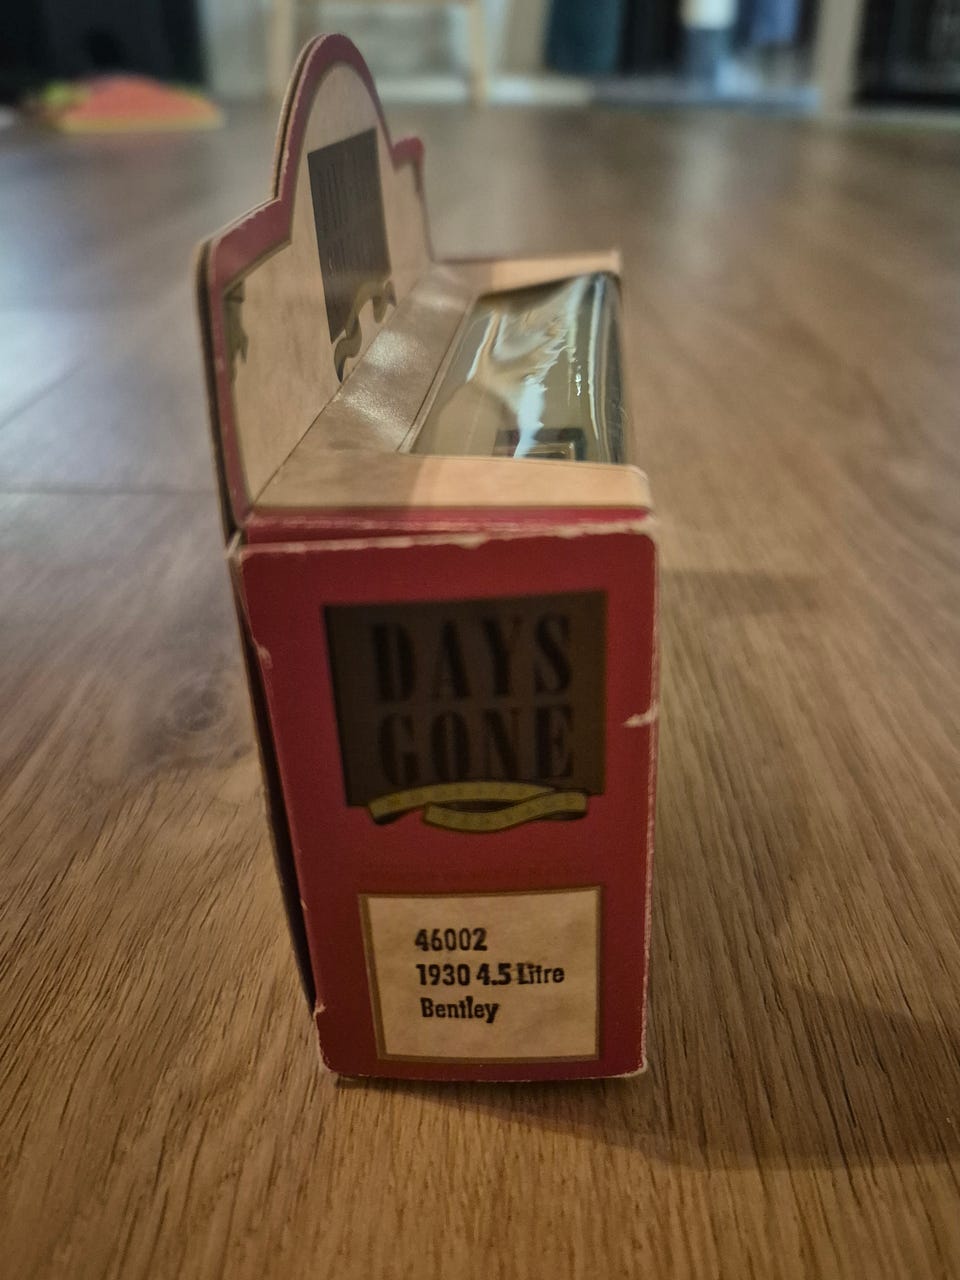 DAYS
GONE
46002
1930 4.5 Litre
Bentley